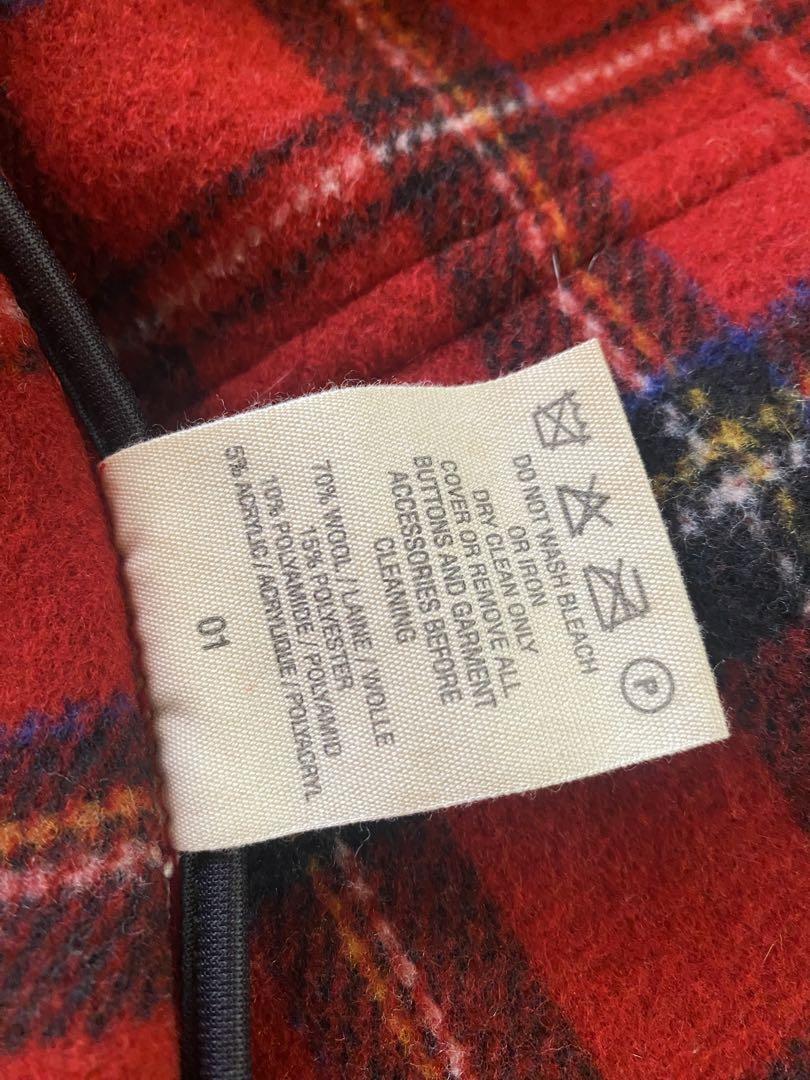 DO NOT WASH BLEACH
OR IRON
DRY CLEAN ONLY
COVER OR REMOVE ALL
BUTTONS AND GARMENT
ACCESSORIES BEFORE
CLEANING
70% WOOL / LAINE / WOLLE
15% POLYESTER
10% POLYAMIDE / POLYAMID
5% ACRYLIC / ACRYLIQUE / POLYACRYL
01
P